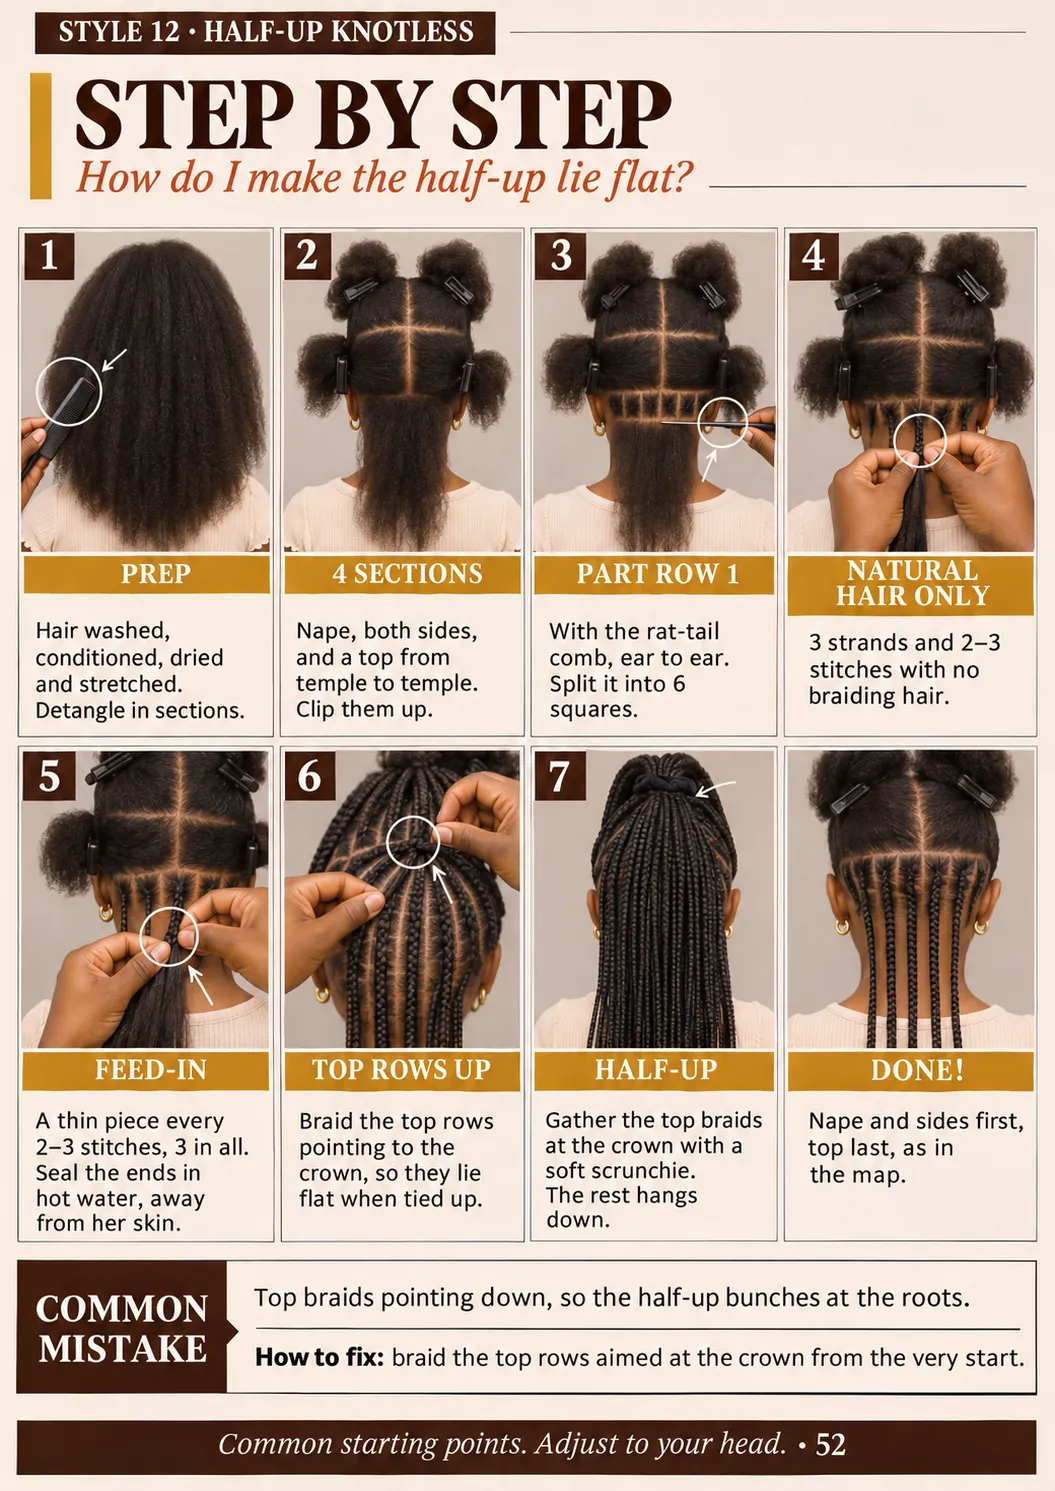 STYLE 12 • HALF-UP KNOTLESS
STEP BY STEP
How do I make the half-up lie flat?
1
PREP
Hair washed,
conditioned, dried
and stretched.
Detangle in sections.
2
4 SECTIONS
Nape, both sides,
and a top from
temple to temple.
Clip them up.
3
PART ROW 1
With the rat-tail
comb, ear to ear.
Split it into 6
squares.
4
NATURAL
HAIR ONLY
3 strands and 2–3
stitches with no
braiding hair.
5
FEED-IN
A thin piece every
2–3 stitches, 3 in all.
Seal the ends in
hot water, away
from her skin.
6
TOP ROWS UP
Braid the top rows
pointing to the
crown, so they lie
flat when tied up.
7
HALF-UP
Gather the top braids
at the crown with a
soft scrunchie.
The rest hangs
down.
DONE!
Nape and sides first,
top last, as in
the map.
COMMON
MISTAKE
Top braids pointing down, so the half-up bunches at the roots.
How to fix: braid the top rows aimed at the crown from the very start.
Common starting points. Adjust to your head. • 52